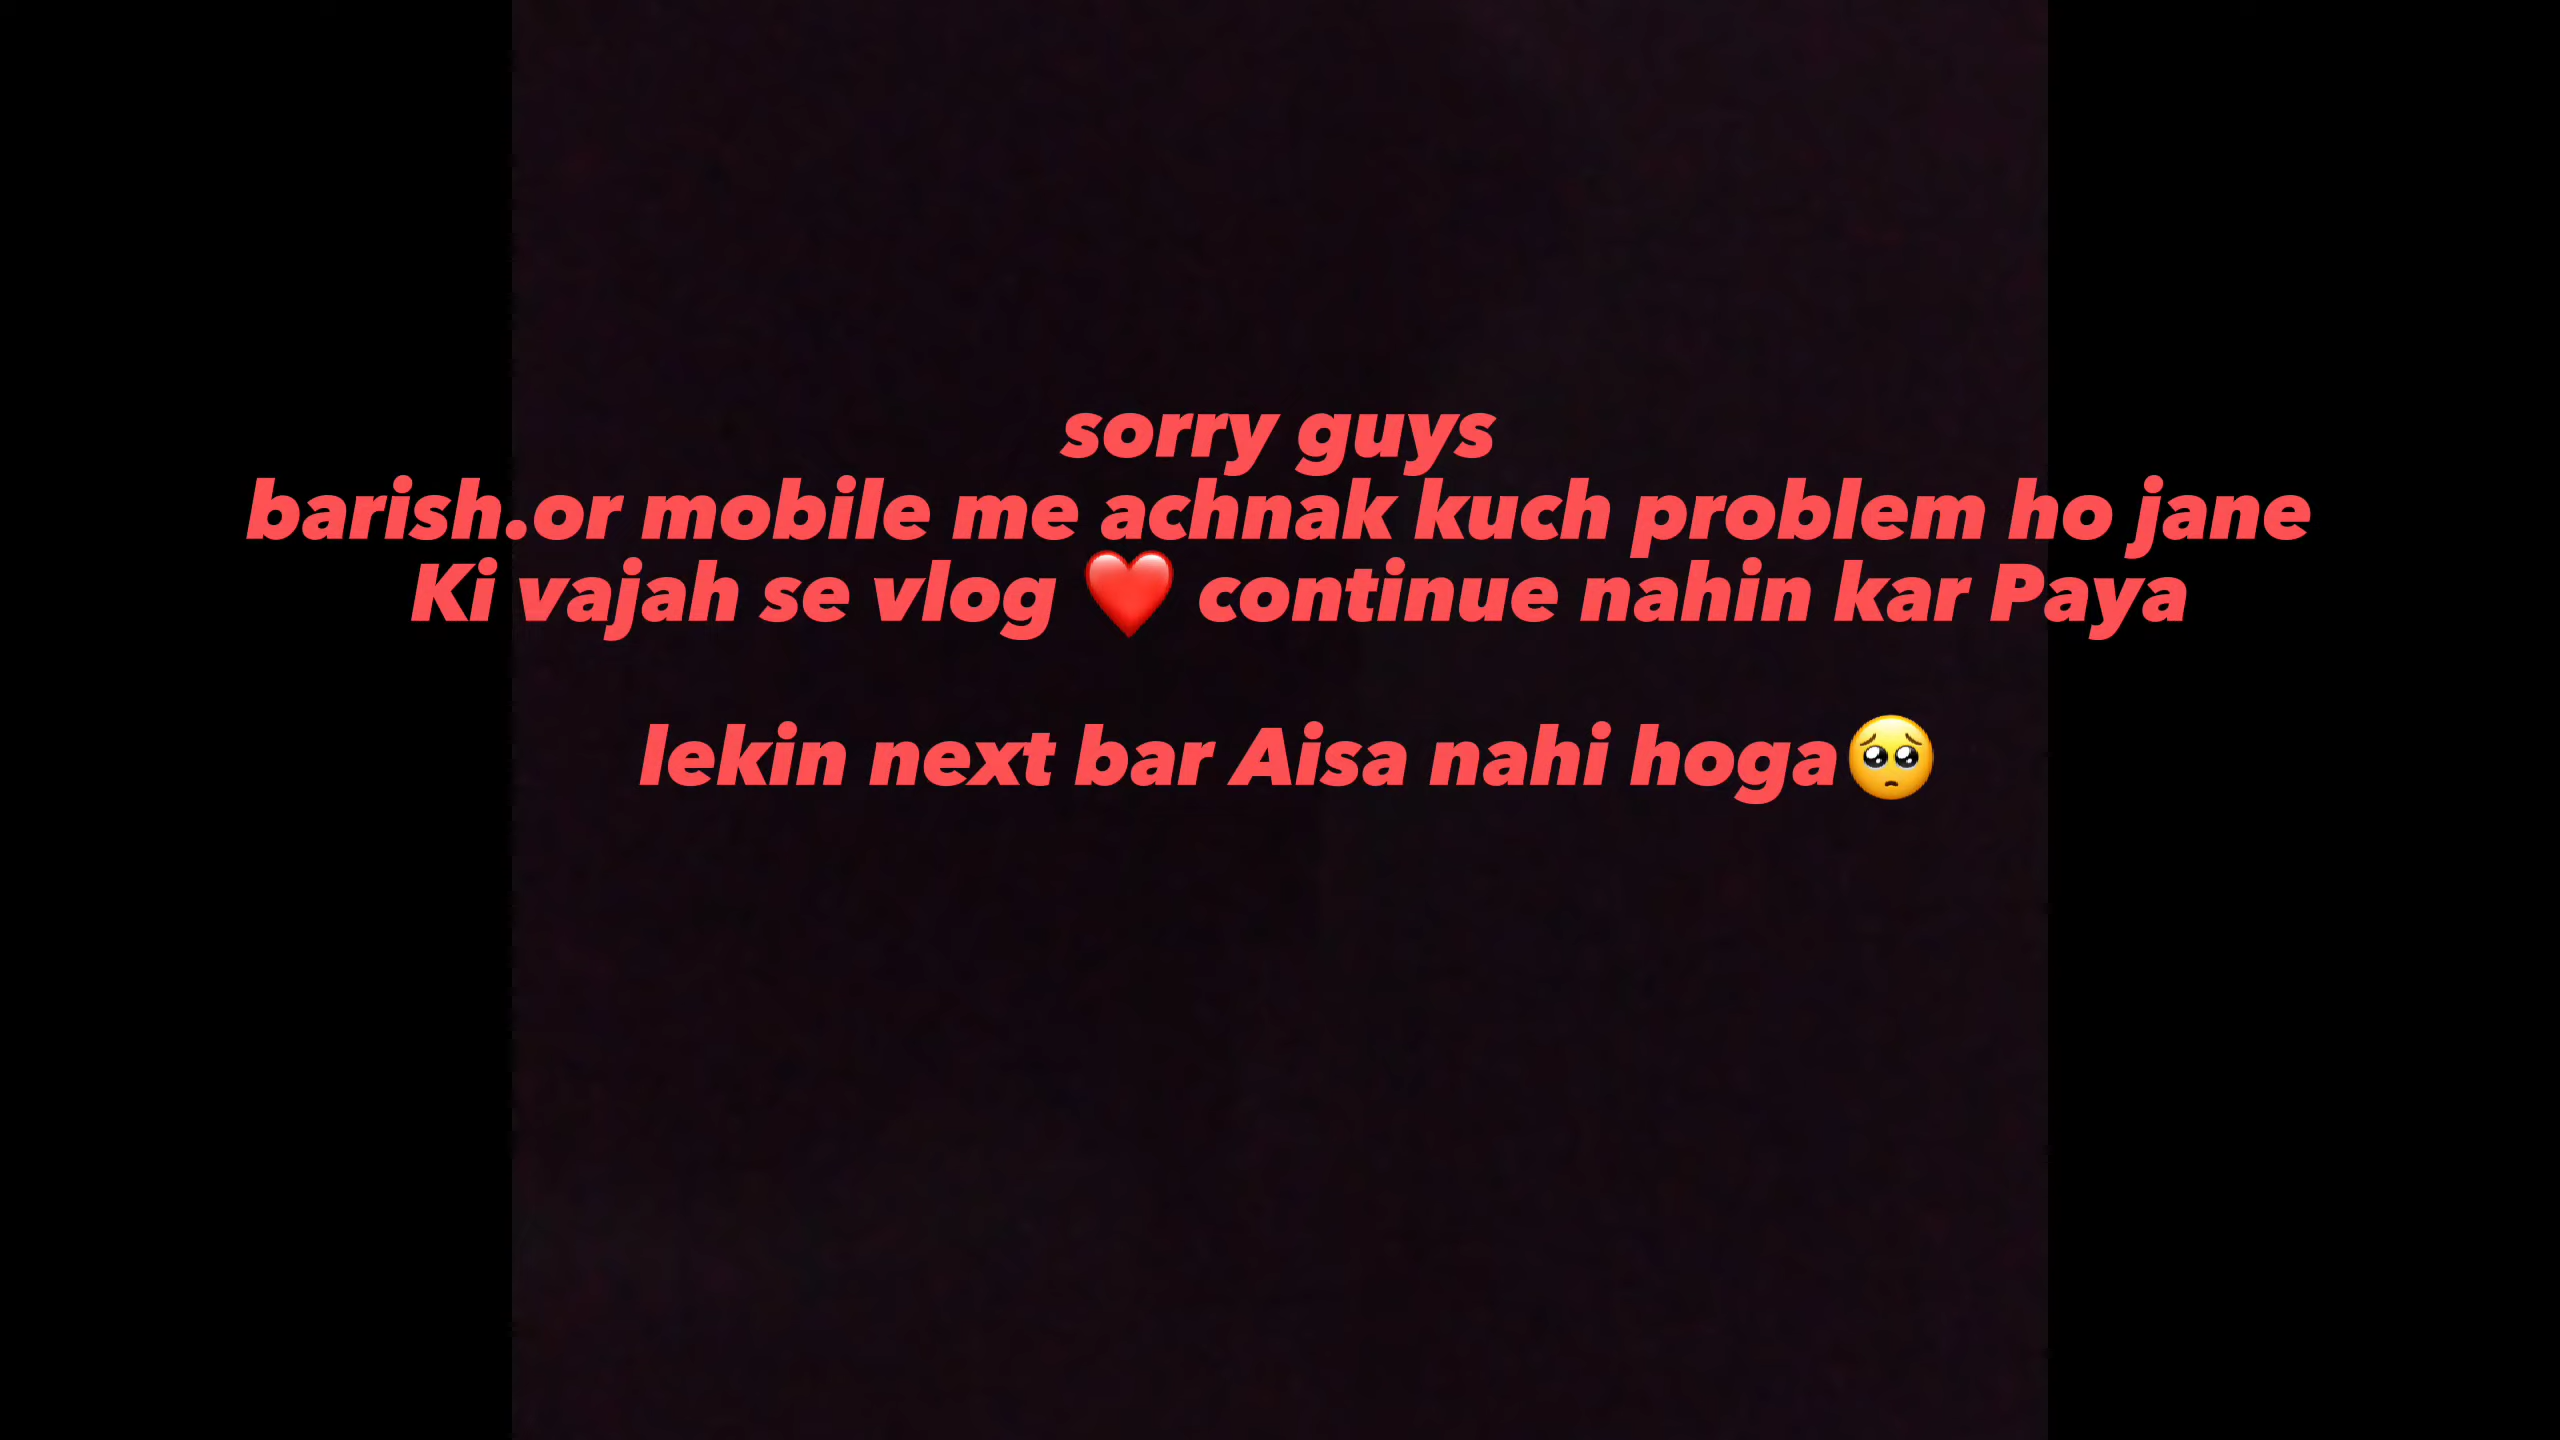 sorry guys
barish.or mobile me achnak kuch problem ho jane
Ki vajah se vlog ❤️ continue nahin kar Paya
lekin next bar Aisa nahi hoga🥺